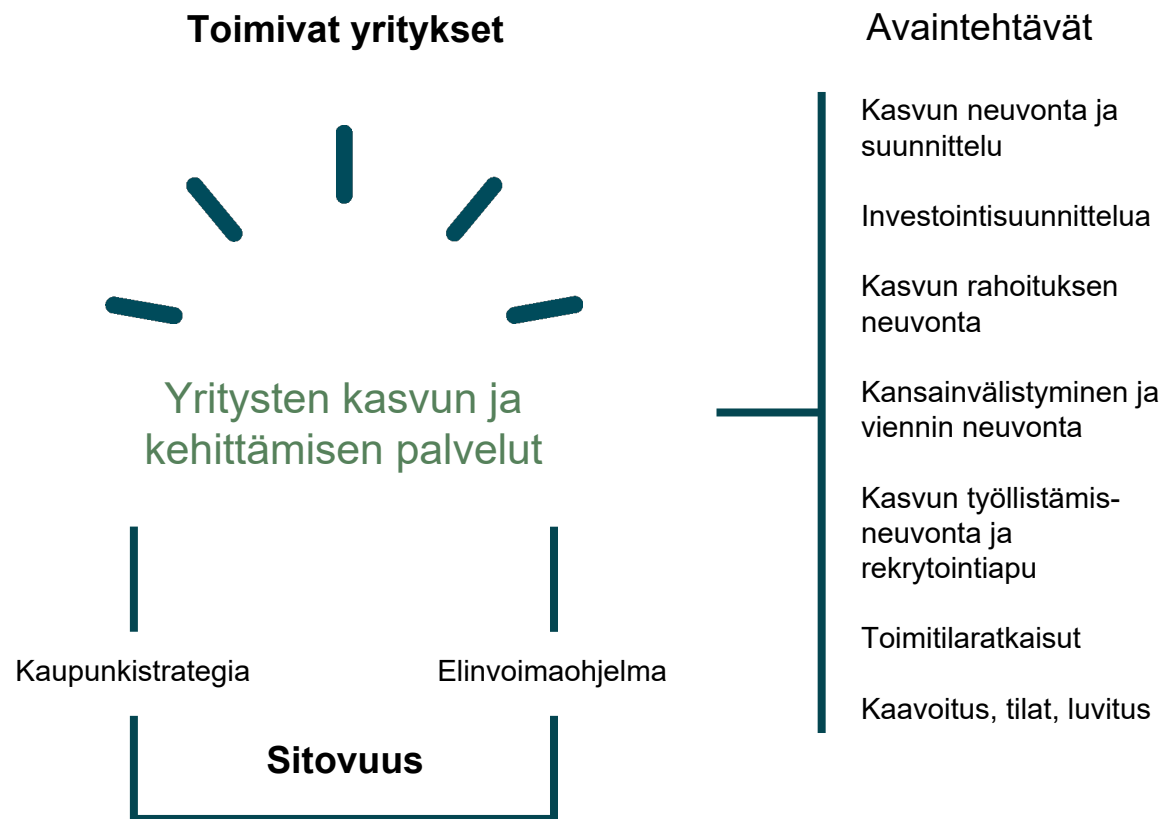 Toimivat yritykset
Yritysten kasvun ja
kehittämisen palvelut
Kaupunkistrategia
Elinvoimaohjelma
Sitovuus
Avaintehtävät
Kasvun neuvonta ja
suunnittelu
Investointisuunnittelua
Kasvun rahoituksen
neuvonta
Kansainvälistyminen ja
viennin neuvonta
Kasvun työllistämis-
neuvonta ja
rekrytointiapu
Toimitilaratkaisut
Kaavoitus, tilat, luvitus